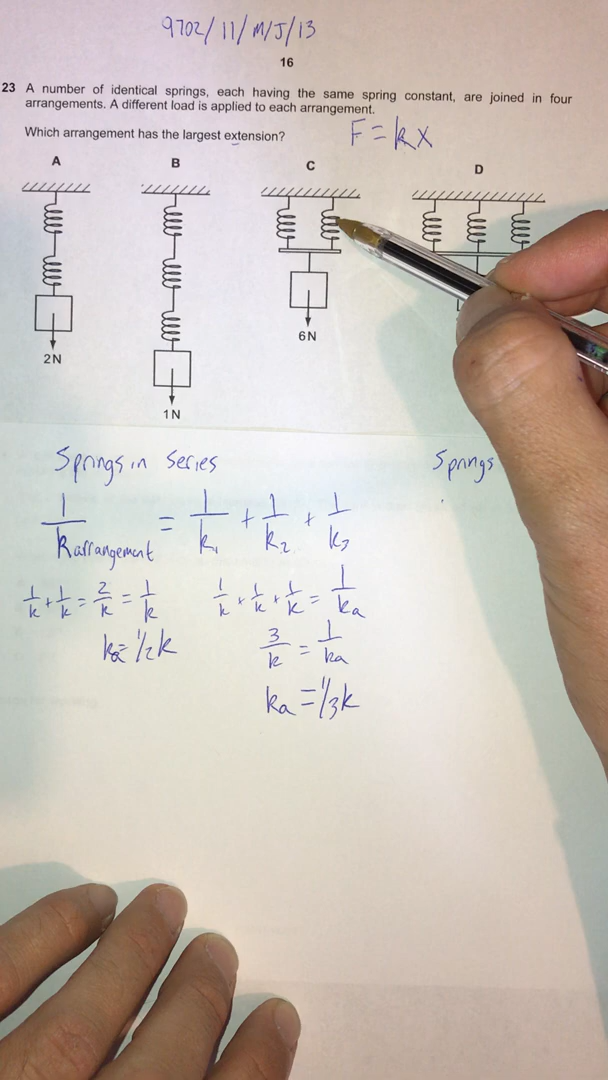 9702/11/M/J/13
16
23 A number of identical springs, each having the same spring constant, are joined in four
arrangements. A different load is applied to each arrangement.
Which arrangement has the largest extension?
F = kx
A
B
C
D
2N
1N
6N
Springs in Series
Springs
1/k arrangement = 1/k1 + 1/k2 + 1/k3
1/k + 1/k = 2/k = 1/k
ka = 1/2k
1/k + 1/k + 1/k = 1/ka
3/k = 1/ka
ka = 1/3k